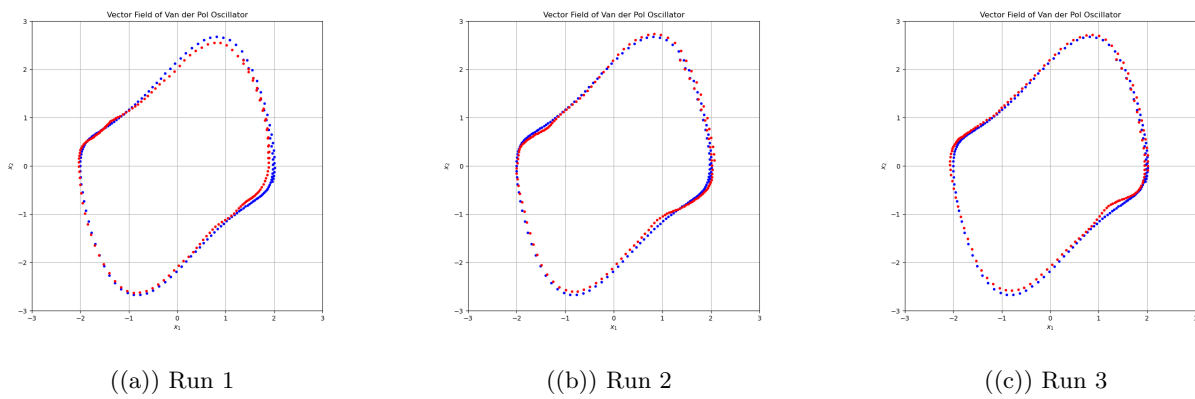 Vector Field of Van der Pol Oscillator
3
2
1
0
−1
−2
−3
−3 −2 −1 0 1 2 3
x₂
x₁
((a)) Run 1
Vector Field of Van der Pol Oscillator
3
2
1
0
−1
−2
−3
−3 −2 −1 0 1 2 3
x₂
x₁
((b)) Run 2
Vector Field of Van der Pol Oscillator
3
2
1
0
−1
−2
−3
−3 −2 −1 0 1 2 3
x₂
x₁
((c)) Run 3